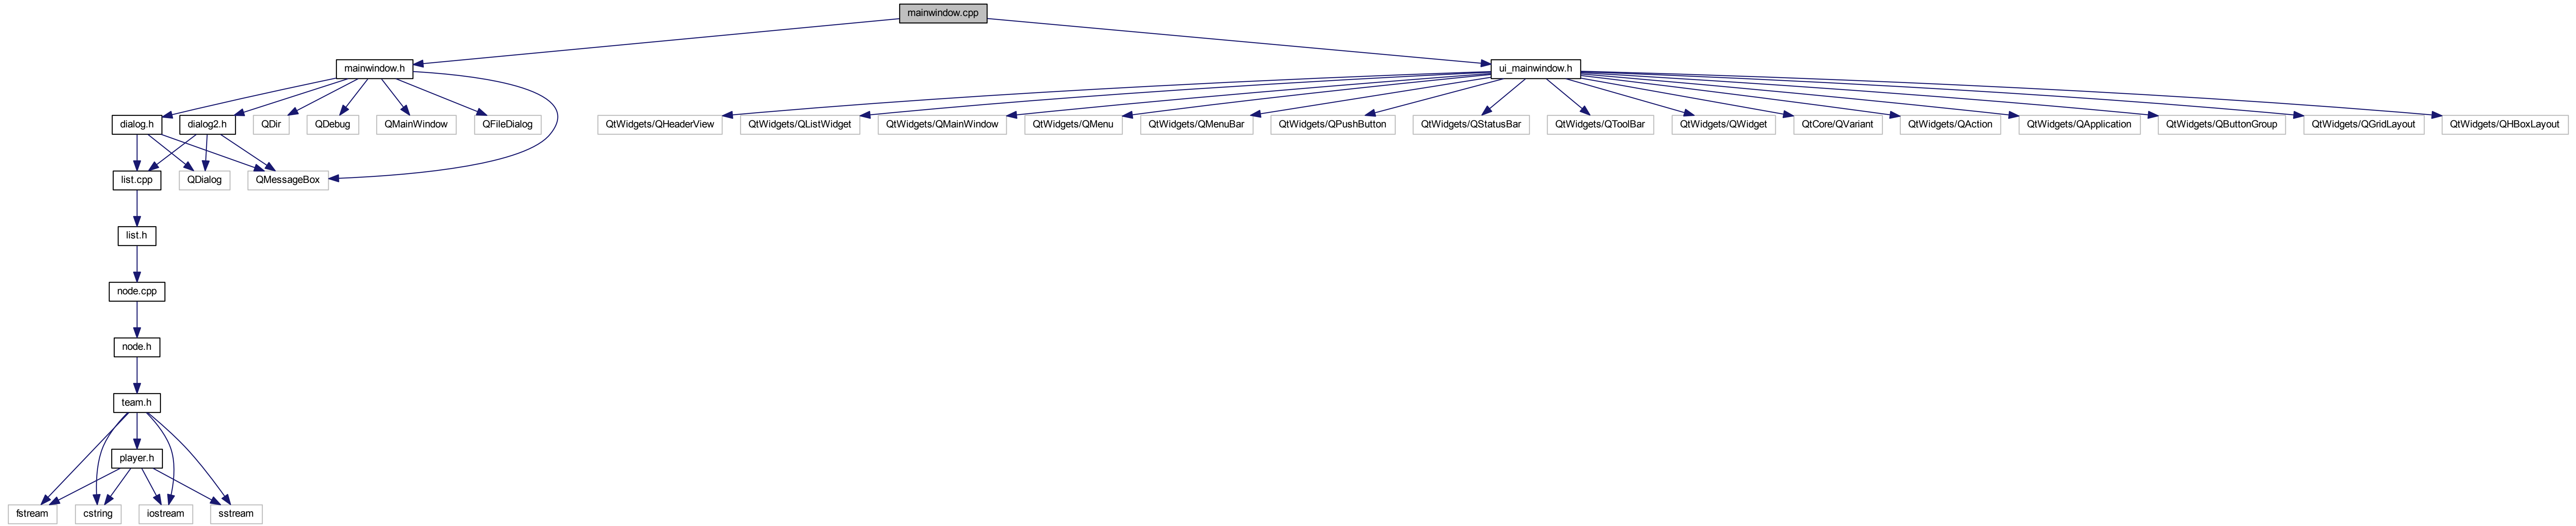 mainwindow.cpp
mainwindow.h
ui_mainwindow.h
dialog.h
dialog2.h
QDir
QDebug
QMainWindow
QFileDialog
QtWidgets/QHeaderView
QtWidgets/QListWidget
QtWidgets/QMainWindow
QtWidgets/QMenu
QtWidgets/QMenuBar
QtWidgets/QPushButton
QtWidgets/QStatusBar
QtWidgets/QToolBar
QtWidgets/QWidget
QtCore/QVariant
QtWidgets/QAction
QtWidgets/QApplication
QtWidgets/QButtonGroup
QtWidgets/QGridLayout
QtWidgets/QHBoxLayout
list.cpp
QDialog
QMessageBox
list.h
node.cpp
node.h
team.h
player.h
fstream
cstring
iostream
sstream